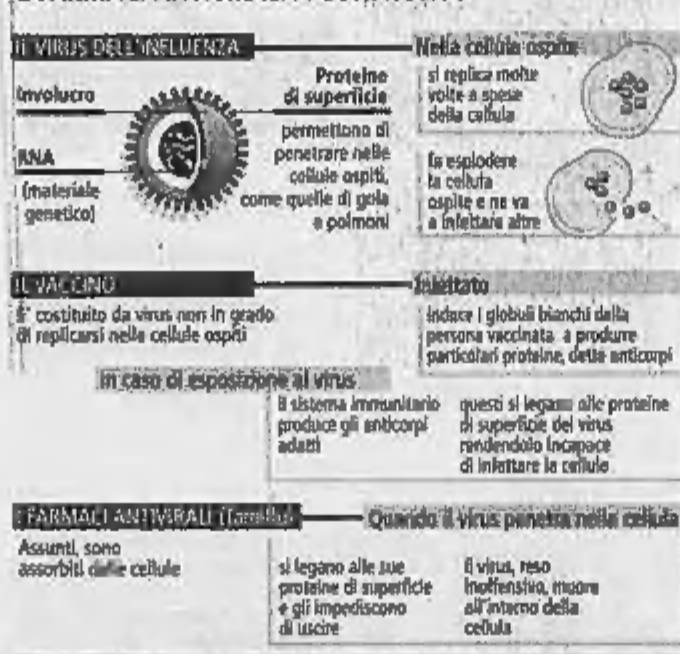 IL VIRUS DELL'INFLUENZA
Involucro
RNA
(materiale
genetico)
Proteine
di superficie
permettono di
penetrare nelle
cellule ospiti,
come quelle di gola
e polmoni
Nella cellula ospite
si replica molte
volte a spese
della cellula
fa esplodere
la cellula
ospite e ne va
a infettare altre
IL VACCINO
E' costituito da virus non in grado
di replicarsi nelle cellule ospiti
Iniettato
induce i globuli bianchi della
persona vaccinata a produrre
particolari proteine, dette anticorpi
In caso di esposizione al virus
Il sistema immunitario
produce gli anticorpi
adatti
questi si legano alle proteine
di superficie del virus
rendendolo incapace
di infettare le cellule
I FARMACI ANTIVIRALI (Tamiflu)
Assunti, sono
assorbiti dalle cellule
Quando il virus penetra nella cellula
si legano alle sue
proteine di superficie
e gli impediscono
di uscire
il virus, reso
inoffensivo, muore
all'interno della
cellula